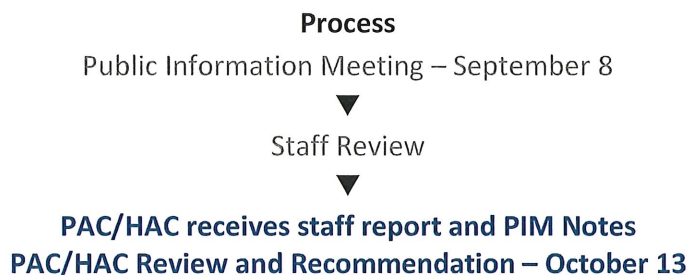 Process
Public Information Meeting – September 8
Staff Review
PAC/HAC receives staff report and PIM Notes
PAC/HAC Review and Recommendation – October 13